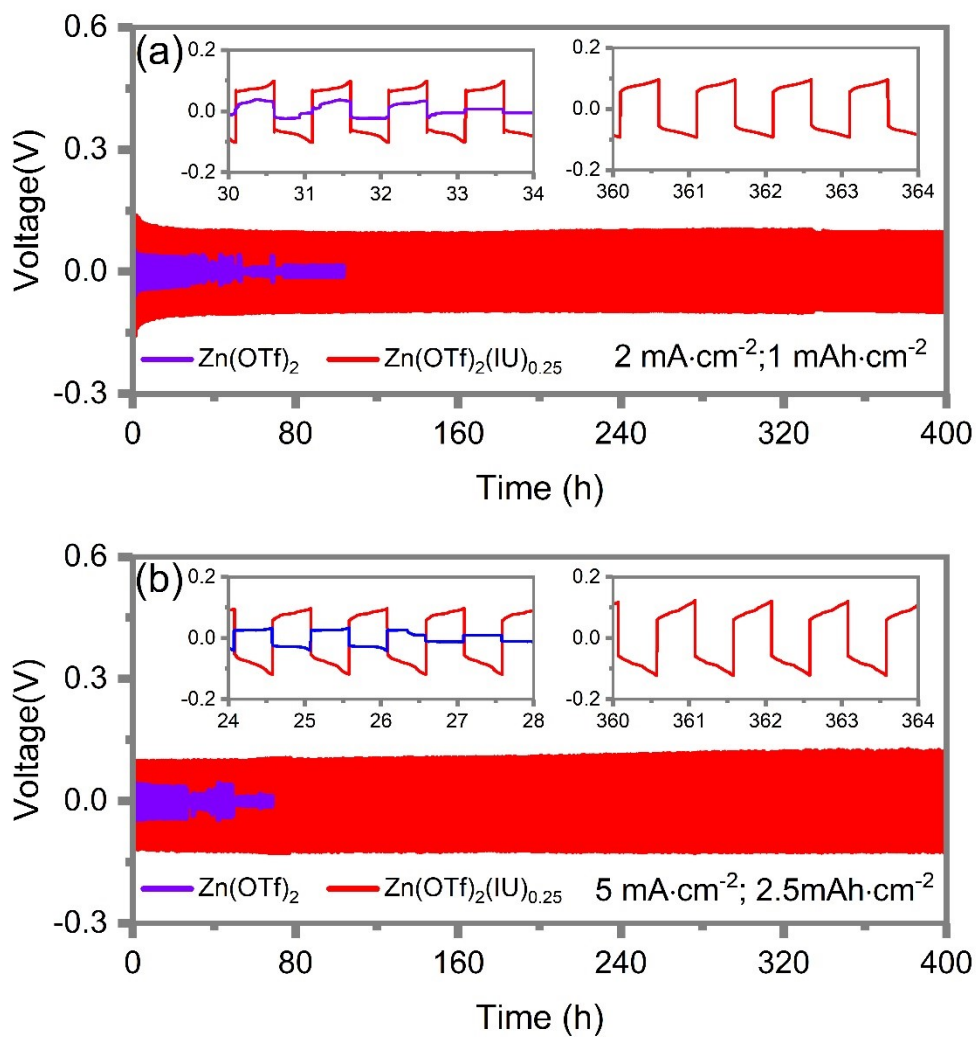 (a)
0.6
0.3
0.0
-0.3
Voltage(V)
0.2
0.0
-0.2
30 31 32 33 34
0.2
0.0
-0.2
360 361 362 363 364
Zn(OTf)₂ Zn(OTf)₂(IU)₀.₂₅ 2 mA·cm⁻²;1 mAh·cm⁻²
0 80 160 240 320 400
Time (h)
(b)
0.6
0.3
0.0
-0.3
Voltage(V)
0.2
0.0
-0.2
24 25 26 27 28
0.2
0.0
-0.2
360 361 362 363 364
Zn(OTf)₂ Zn(OTf)₂(IU)₀.₂₅ 5 mA·cm⁻²; 2.5mAh·cm⁻²
0 80 160 240 320 400
Time (h)